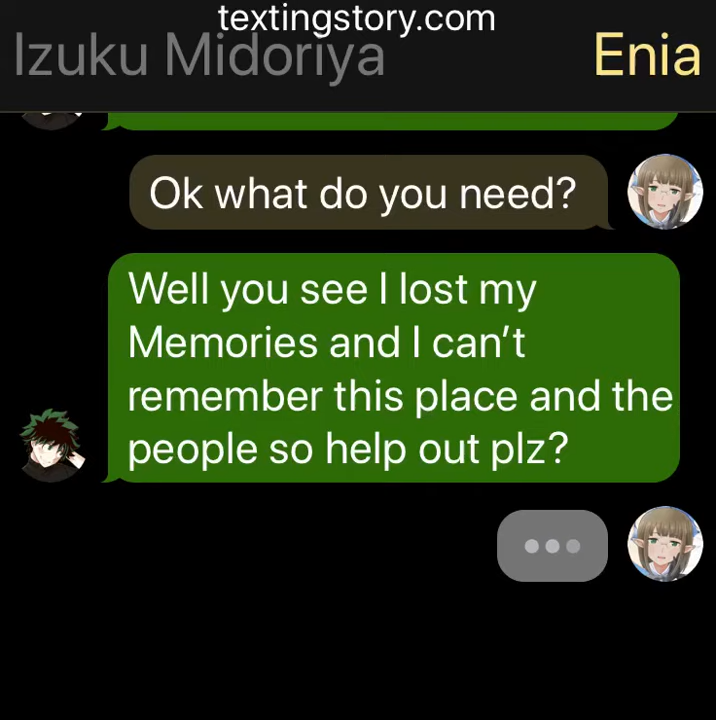 textingstory.com
Izuku Midoriya
Enia
Ok what do you need?
Well you see I lost my
Memories and I can’t
remember this place and the
people so help out plz?